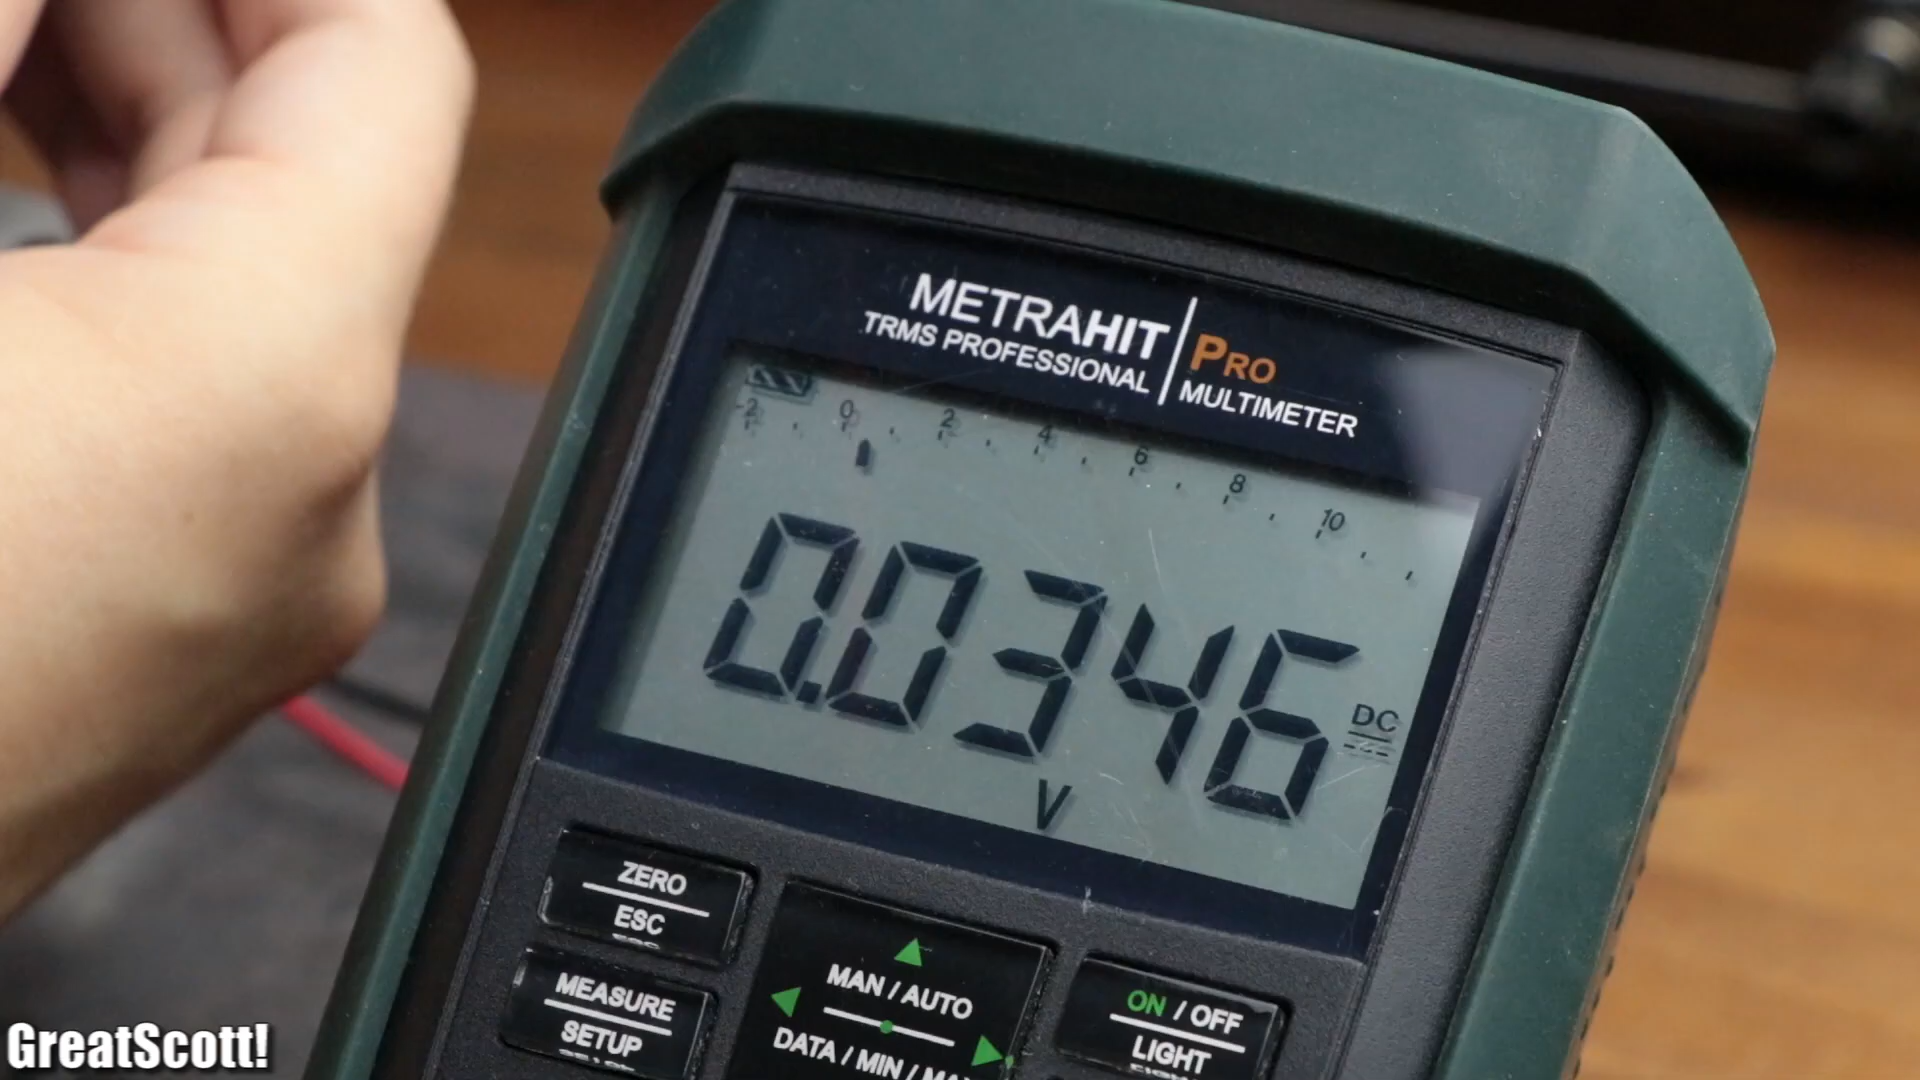 METRAHIT PRO
TRMS PROFESSIONAL MULTIMETER
-2 0 2 4 6 8 10
0.0346 DC
V
ZERO
ESC
MEASURE
SETUP
MAN / AUTO
DATA / MIN / MA
ON / OFF
LIGHT
GreatScott!